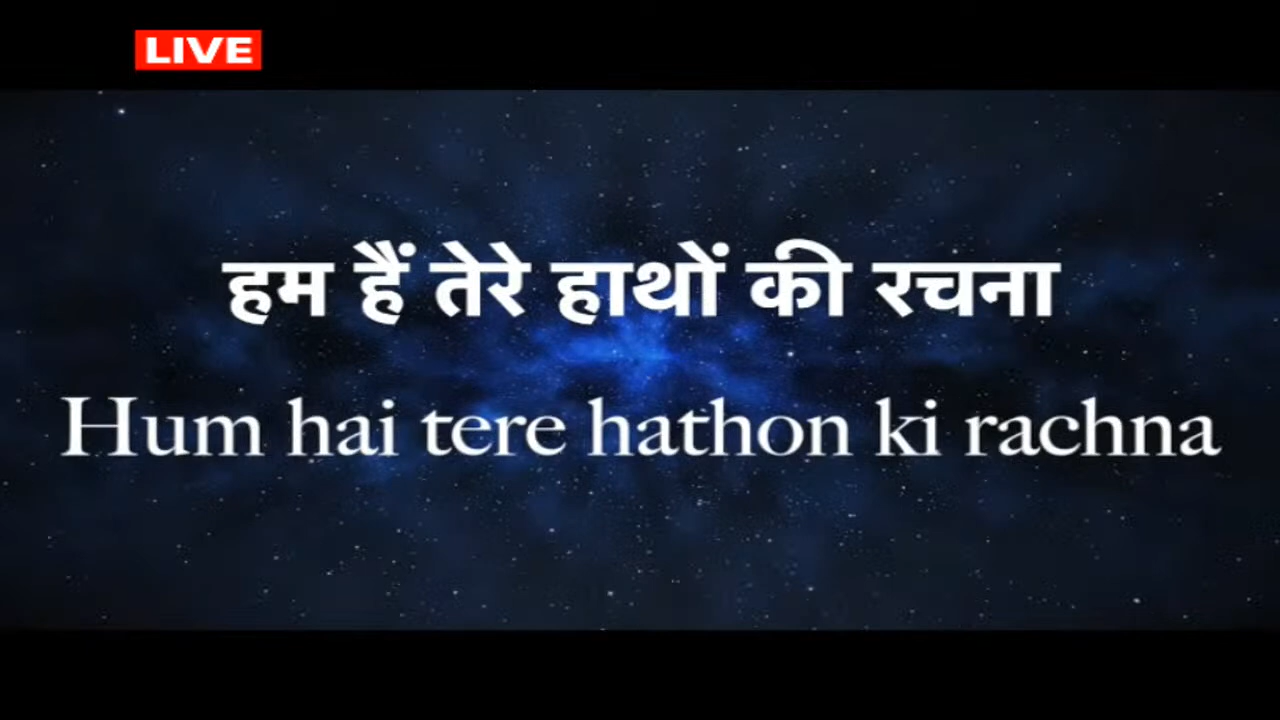 LIVE
हम हैं तेरे हाथों की रचना
Hum hai tere hathon ki rachna